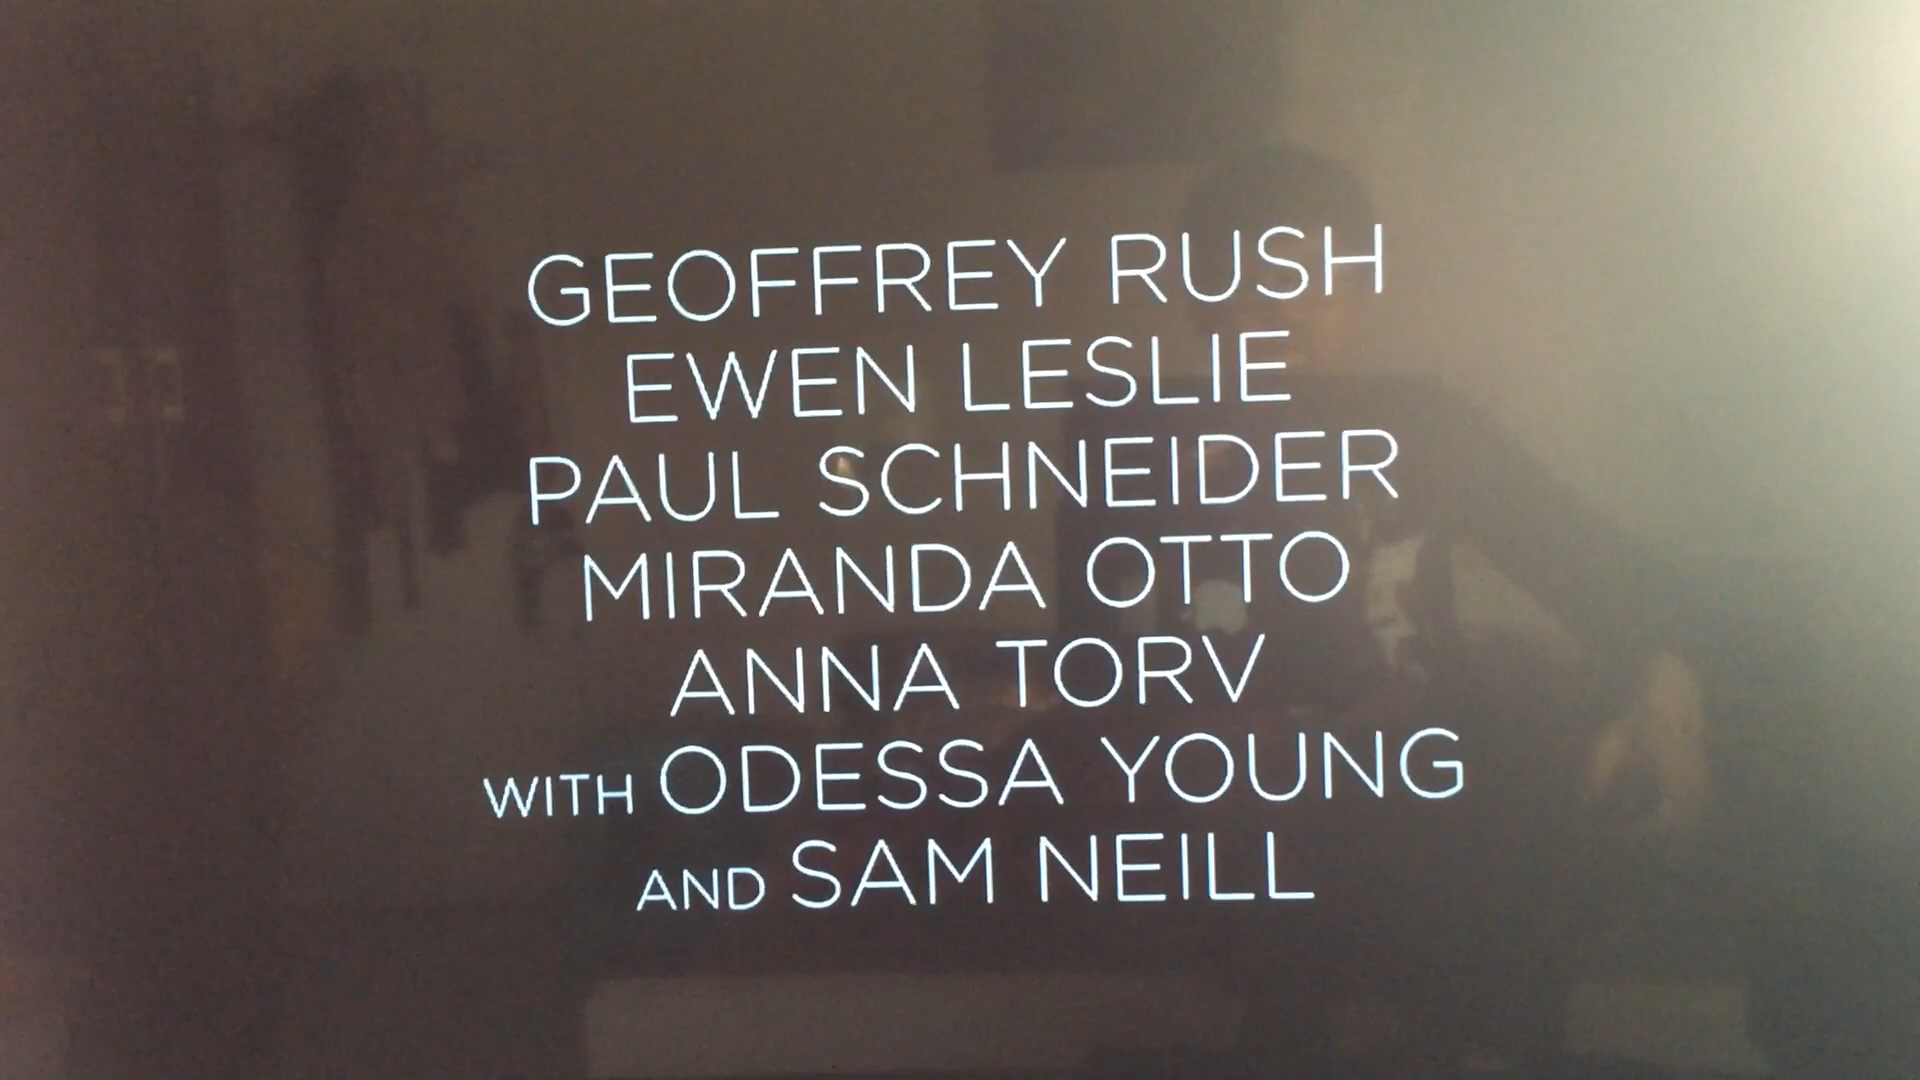 GEOFFREY RUSH
EWEN LESLIE
PAUL SCHNEIDER
MIRANDA OTTO
ANNA TORV
WITH ODESSA YOUNG
AND SAM NEILL